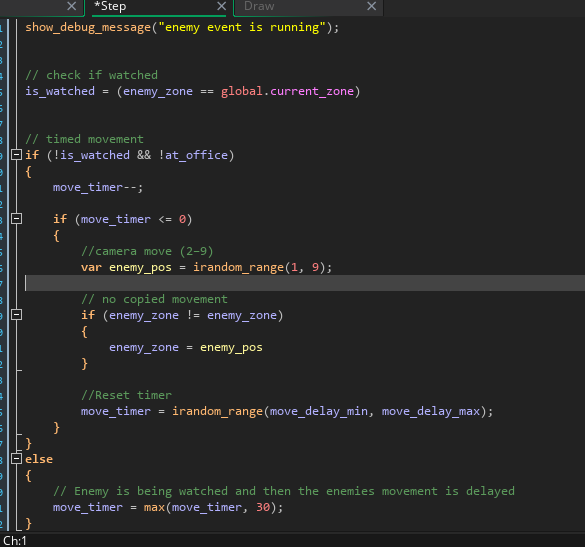 *Step
Draw
show_debug_message("enemy event is running");
// check if watched
is_watched = (enemy_zone == global.current_zone)
// timed movement
if (!is_watched && !at_office)
{
move_timer--;
if (move_timer <= 0)
{
//camera move (2-9)
var enemy_pos = irandom_range(1, 9);
// no copied movement
if (enemy_zone != enemy_zone)
{
enemy_zone = enemy_pos
}
//Reset timer
move_timer = irandom_range(move_delay_min, move_delay_max);
}
}
else
{
// Enemy is being watched and then the enemies movement is delayed
move_timer = max(move_timer, 30);
}
Ch:1